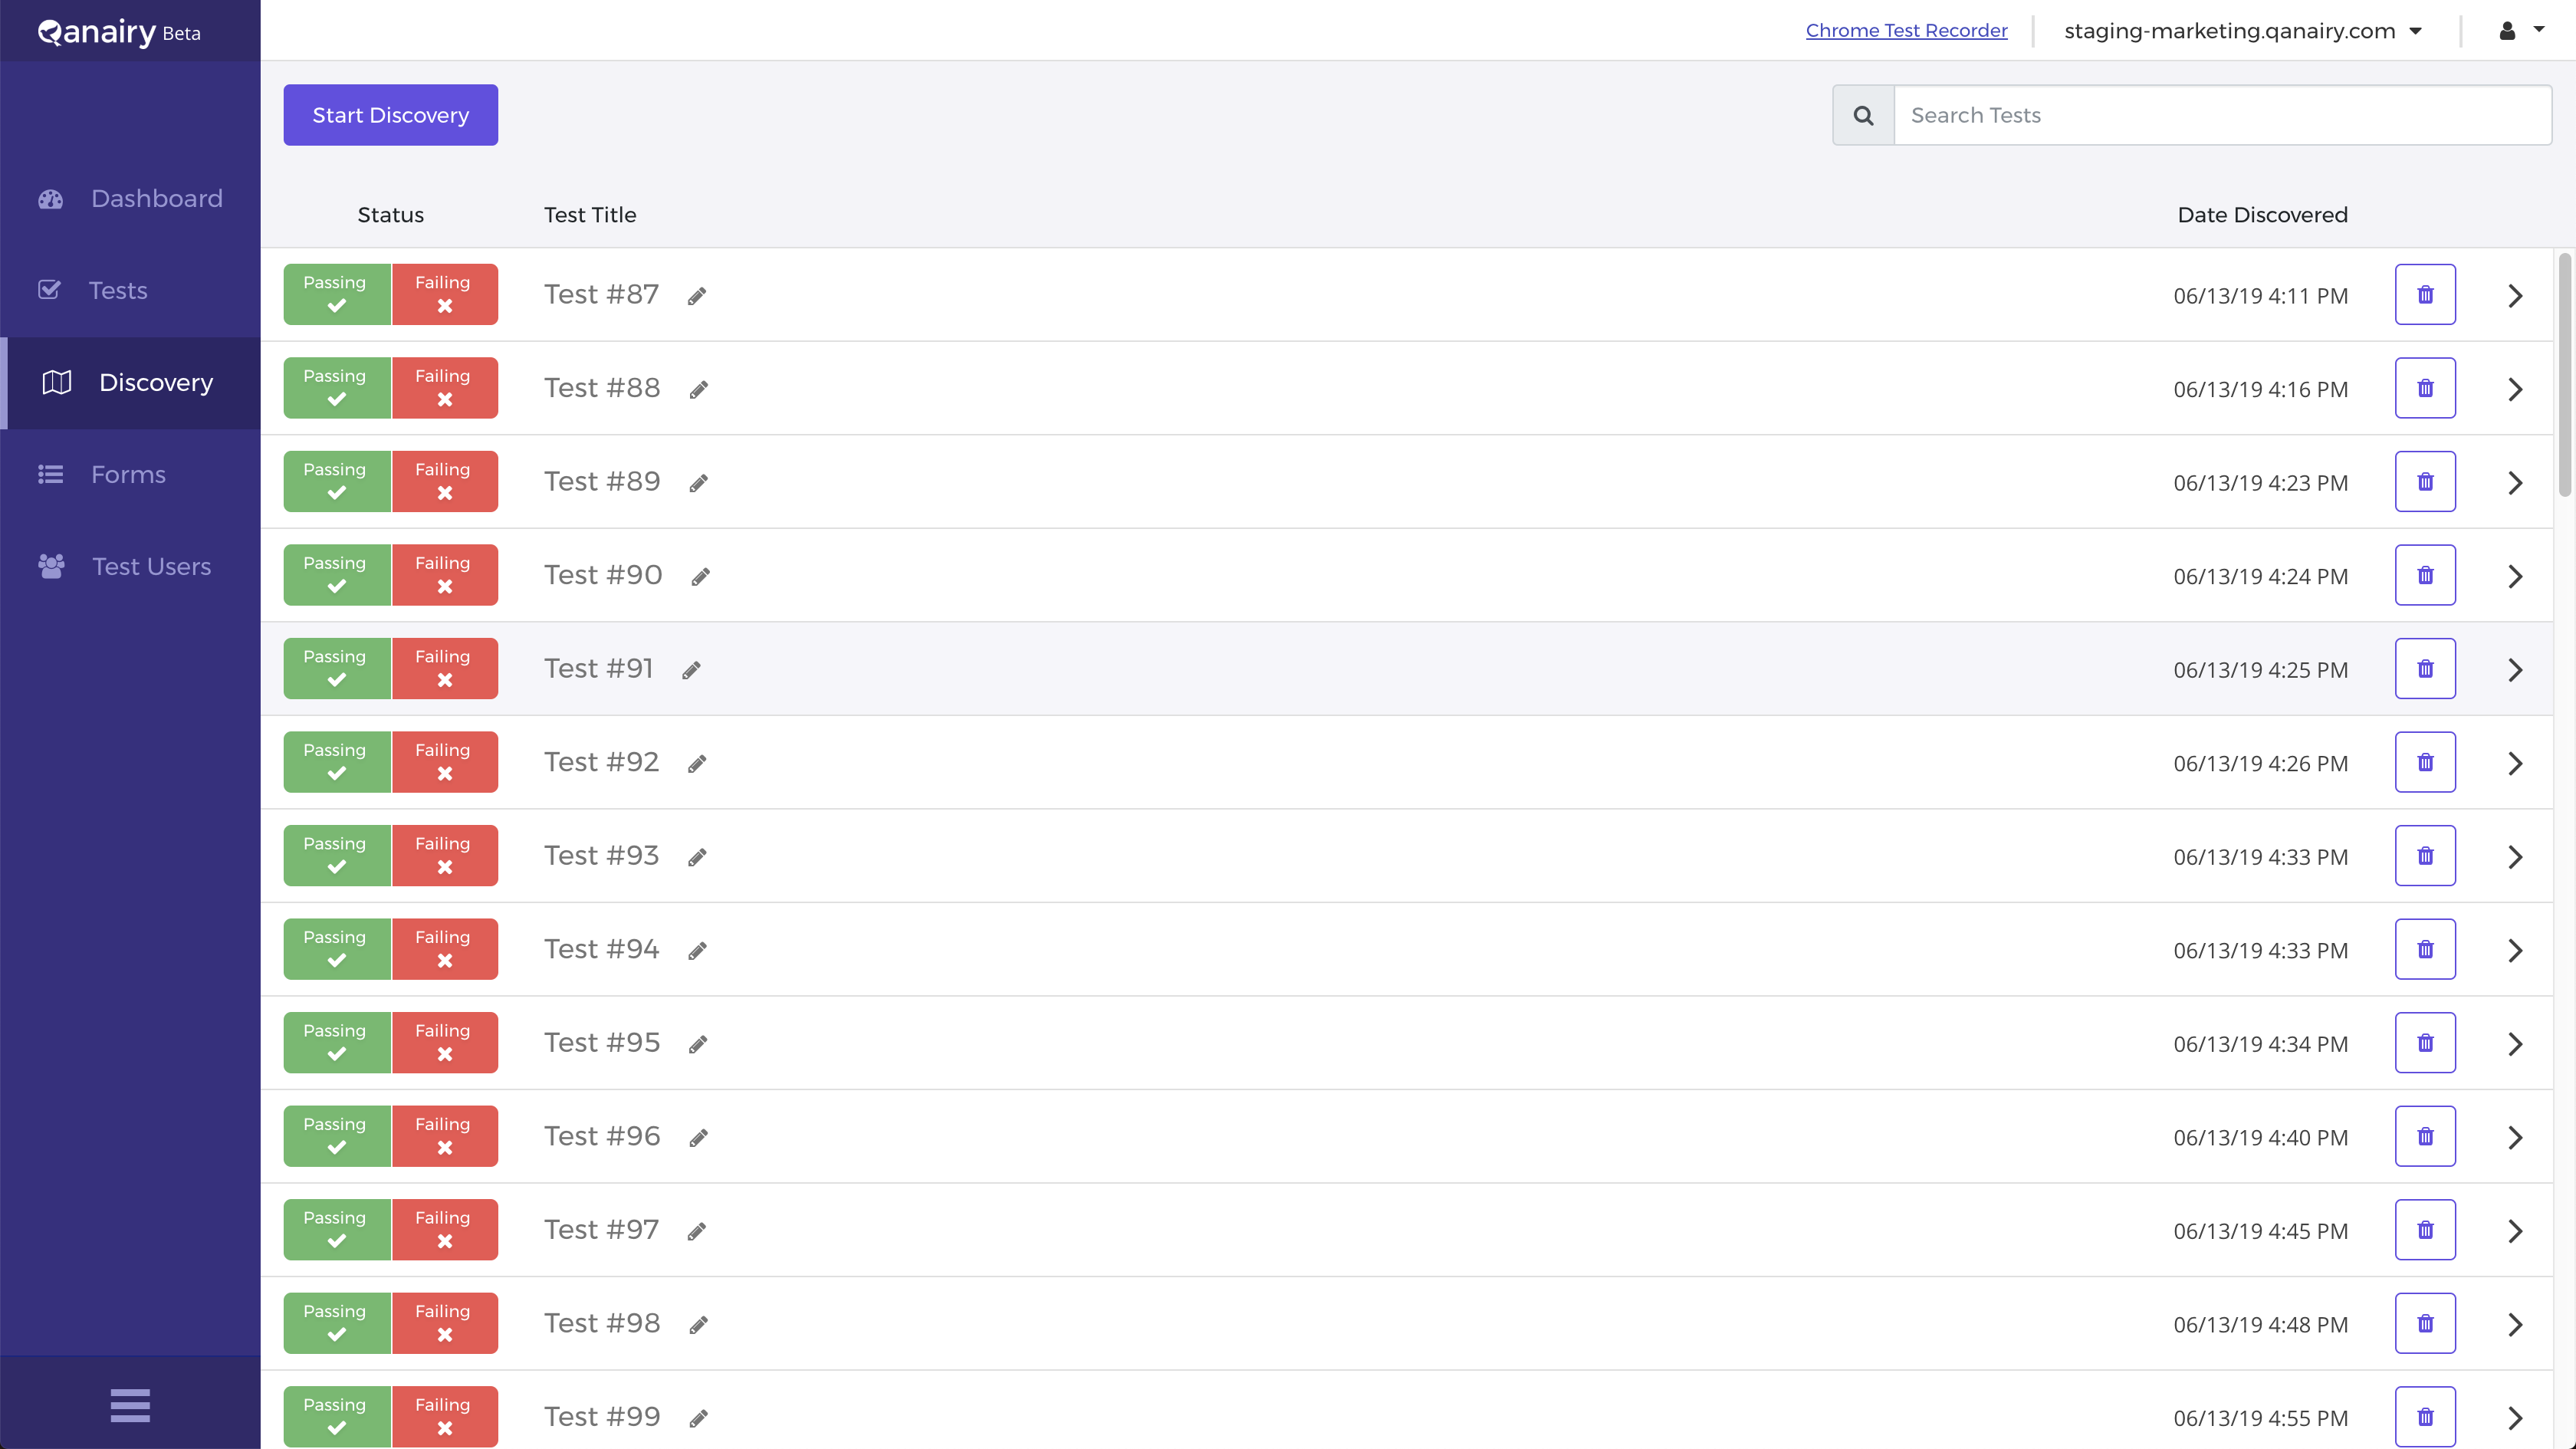 Qanairy Beta
Chrome Test Recorder
staging-marketing.qanairy.com
Start Discovery
Search Tests
Dashboard
Tests
Discovery
Forms
Test Users
Status Test Title Date Discovered
Passing Failing Test #87 06/13/19 4:11 PM
Passing Failing Test #88 06/13/19 4:16 PM
Passing Failing Test #89 06/13/19 4:23 PM
Passing Failing Test #90 06/13/19 4:24 PM
Passing Failing Test #91 06/13/19 4:25 PM
Passing Failing Test #92 06/13/19 4:26 PM
Passing Failing Test #93 06/13/19 4:33 PM
Passing Failing Test #94 06/13/19 4:33 PM
Passing Failing Test #95 06/13/19 4:34 PM
Passing Failing Test #96 06/13/19 4:40 PM
Passing Failing Test #97 06/13/19 4:45 PM
Passing Failing Test #98 06/13/19 4:48 PM
Passing Failing Test #99 06/13/19 4:55 PM